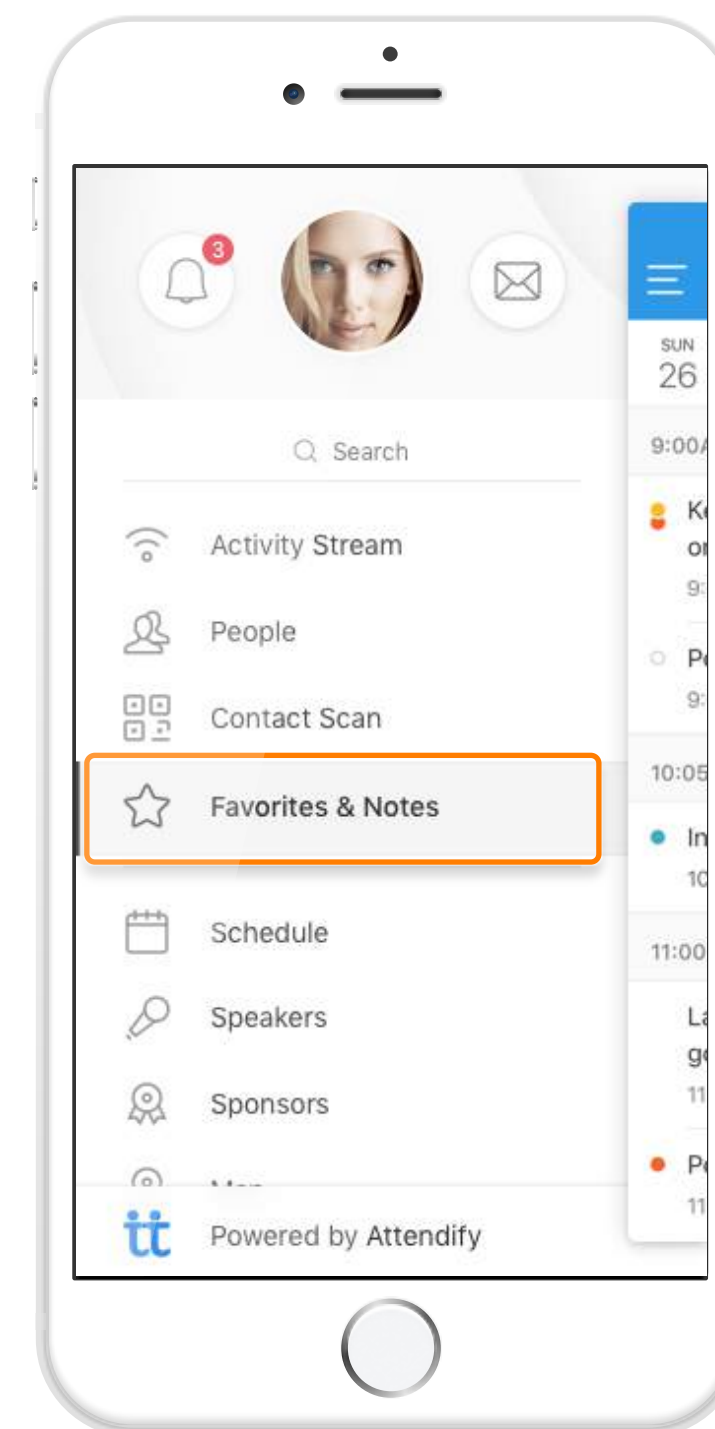 3
Search
Activity Stream
People
Contact Scan
Favorites & Notes
Schedule
Speakers
Sponsors
Powered by Attendify
SUN
26
9:00
10:05
11:00